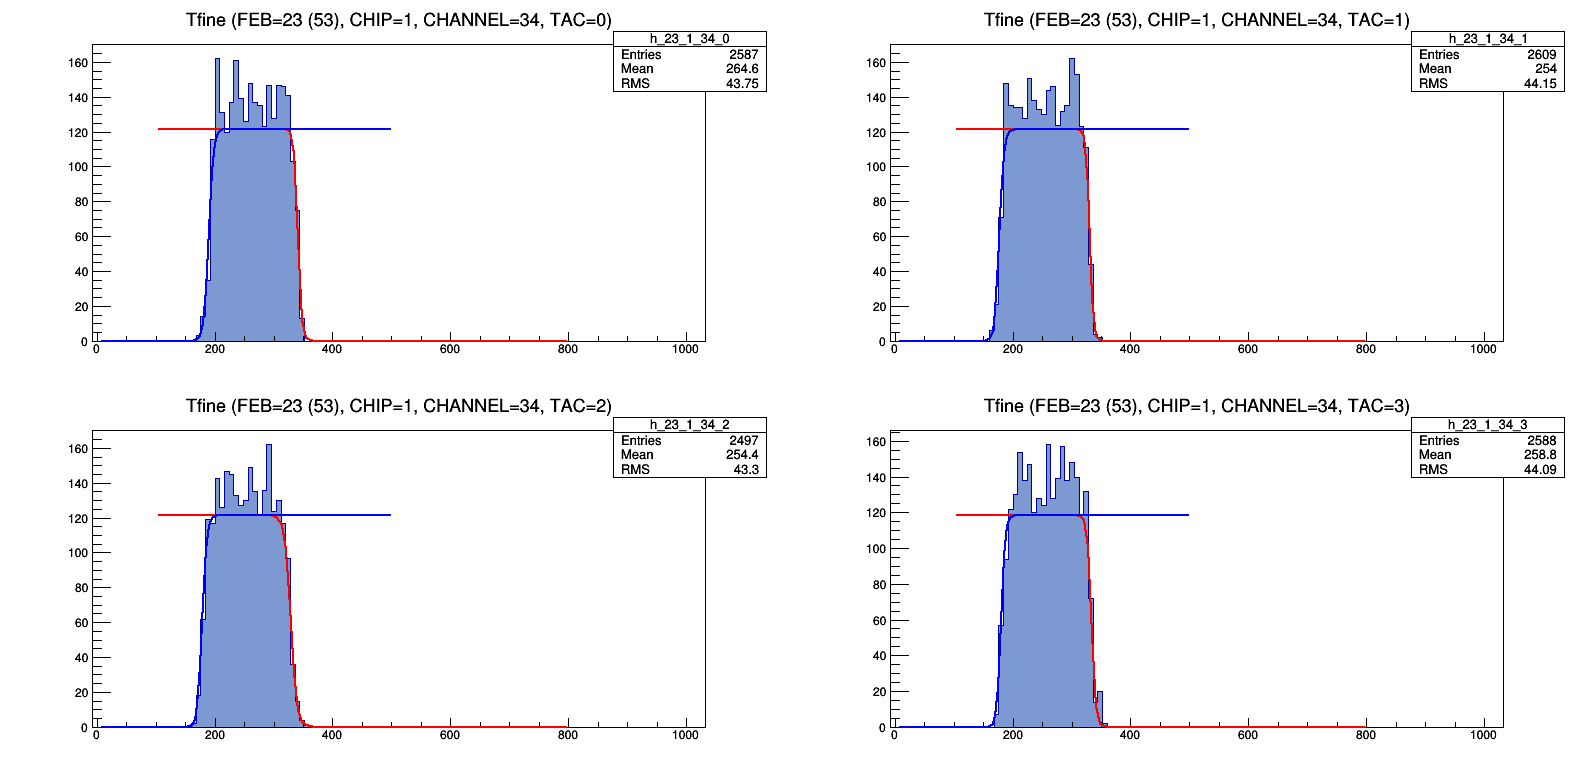 Tfine (FEB=23 (53), CHIP=1, CHANNEL=34, TAC=0)
h_23_1_34_0
Entries 2587
Mean 264.6
RMS 43.75
160
140
120
100
80
60
40
20
0
0 200 400 600 800 1000
Tfine (FEB=23 (53), CHIP=1, CHANNEL=34, TAC=1)
h_23_1_34_1
Entries 2609
Mean 254
RMS 44.15
160
140
120
100
80
60
40
20
0
0 200 400 600 800 1000
Tfine (FEB=23 (53), CHIP=1, CHANNEL=34, TAC=2)
h_23_1_34_2
Entries 2497
Mean 254.4
RMS 43.3
160
140
120
100
80
60
40
20
0
0 200 400 600 800 1000
Tfine (FEB=23 (53), CHIP=1, CHANNEL=34, TAC=3)
h_23_1_34_3
Entries 2588
Mean 258.8
RMS 44.09
160
140
120
100
80
60
40
20
0
0 200 400 600 800 1000